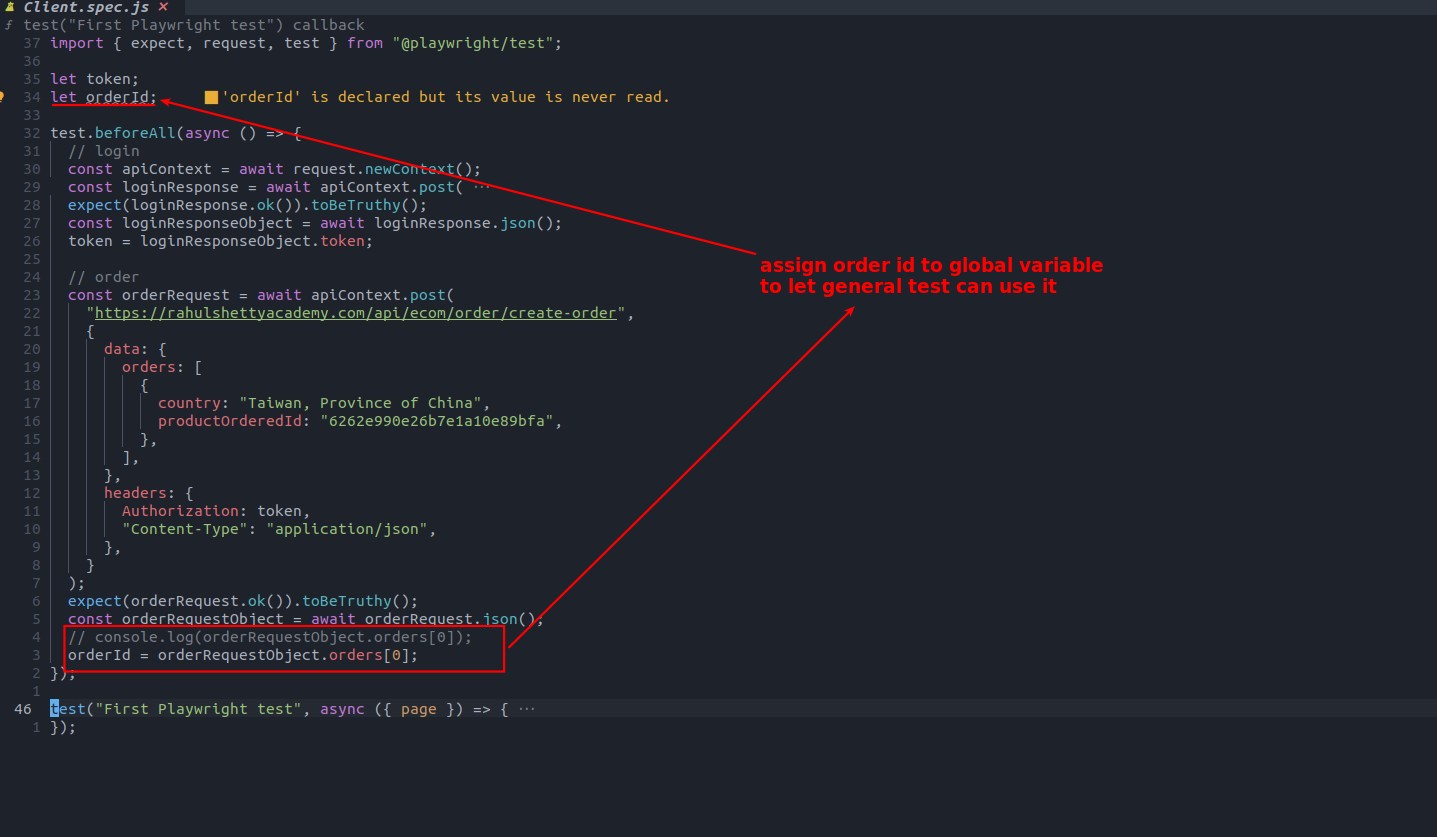 Client.spec.js ✕
f test("First Playwright test") callback
37 import { expect, request, test } from "@playwright/test";
36
35 let token;
34 let orderId; 'orderId' is declared but its value is never read.
33
32 test.beforeAll(async () => {
31 // login
30 const apiContext = await request.newContext();
29 const loginResponse = await apiContext.post( ···
28 expect(loginResponse.ok()).toBeTruthy();
27 const loginResponseObject = await loginResponse.json();
26 token = loginResponseObject.token;
25
assign order id to global variable
to let general test can use it
24 // order
23 const orderRequest = await apiContext.post(
22 "https://rahulshettyacademy.com/api/ecom/order/create-order",
21 {
20 data: {
19 orders: [
18 {
17 country: "Taiwan, Province of China",
16 productOrderedId: "6262e990e26b7e1a10e89bfa",
15 },
14 ],
13 },
12 headers: {
11 Authorization: token,
10 "Content-Type": "application/json",
9 },
8 }
7 );
6 expect(orderRequest.ok()).toBeTruthy();
5 const orderRequestObject = await orderRequest.json();
4 // console.log(orderRequestObject.orders[0]);
3 orderId = orderRequestObject.orders[0];
2 });
1
46 test("First Playwright test", async ({ page }) => { ···
1 });